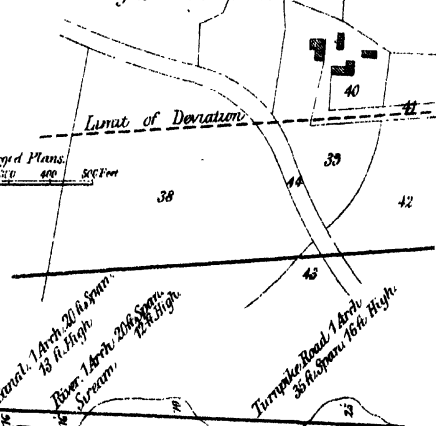 40
41
Limit of Deviation
39
Plans.
400 500 Feet
38
44
42
43
1 Arch, 20 ft Span,
13 ft High
River, 1 Arch, 20 ft Span,
12 ft High.
Stream,
Turnpike Road, 1 Arch
35 ft Span, 16 ft High.